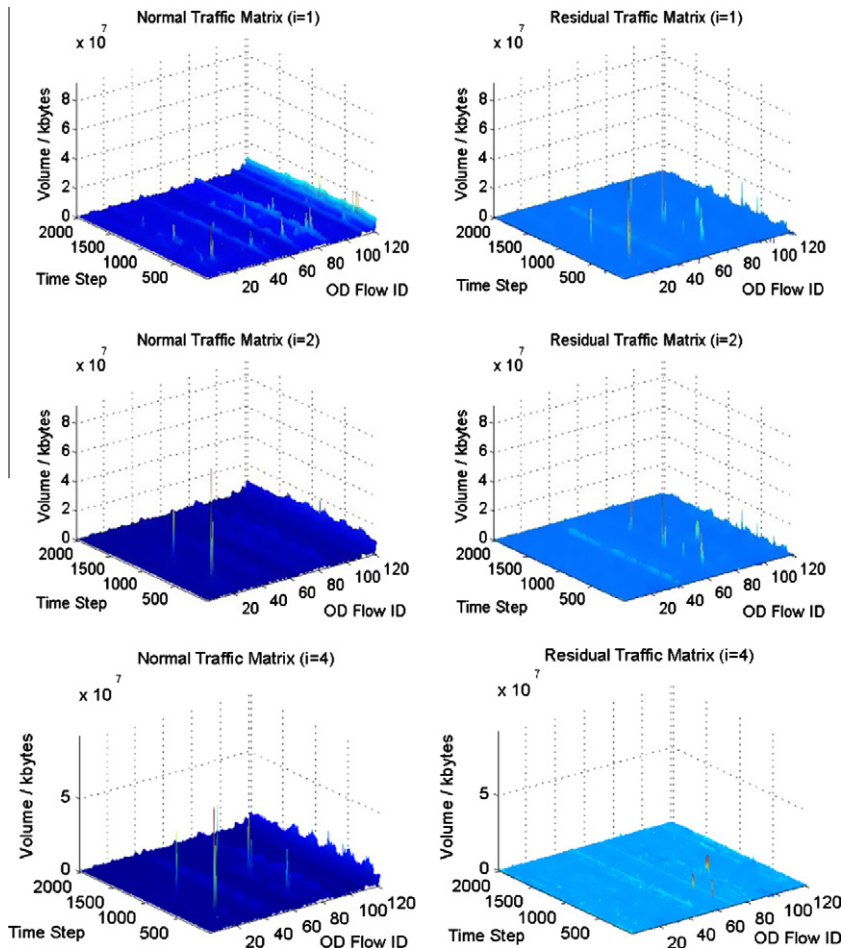 Normal Traffic Matrix (i=1)
x 10^7
Volume / kbytes
8
6
4
2
0
2000
1500
1000
500
Time Step
20
40
60
80
100
120
OD Flow ID
Residual Traffic Matrix (i=1)
x 10^7
Volume / kbytes
8
6
4
2
0
2000
1500
1000
500
Time Step
20
40
60
80
100
120
OD Flow ID
Normal Traffic Matrix (i=2)
x 10^7
Volume / kbytes
8
6
4
2
0
2000
1500
1000
500
Time Step
20
40
60
80
100
120
OD Flow ID
Residual Traffic Matrix (i=2)
x 10^7
Volume / kbytes
8
6
4
2
0
2000
1500
1000
500
Time Step
20
40
60
80
100
120
OD Flow ID
Normal Traffic Matrix (i=4)
x 10^7
Volume / kbytes
5
0
2000
1500
1000
500
Time Step
20
40
60
80
100
120
OD Flow ID
Residual Traffic Matrix (i=4)
x 10^7
Volume / kbytes
5
0
2000
1500
1000
500
Time Step
20
40
60
80
100
120
OD Flow ID